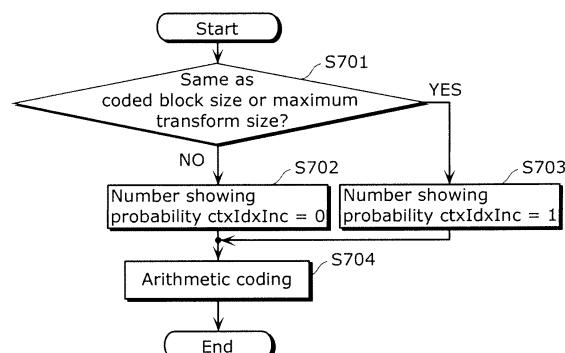 Start
S701
Same as
coded block size or maximum
transform size?
YES
NO
S702
S703
Number showing
probability ctxIdxInc = 0
Number showing
probability ctxIdxInc = 1
S704
Arithmetic coding
End